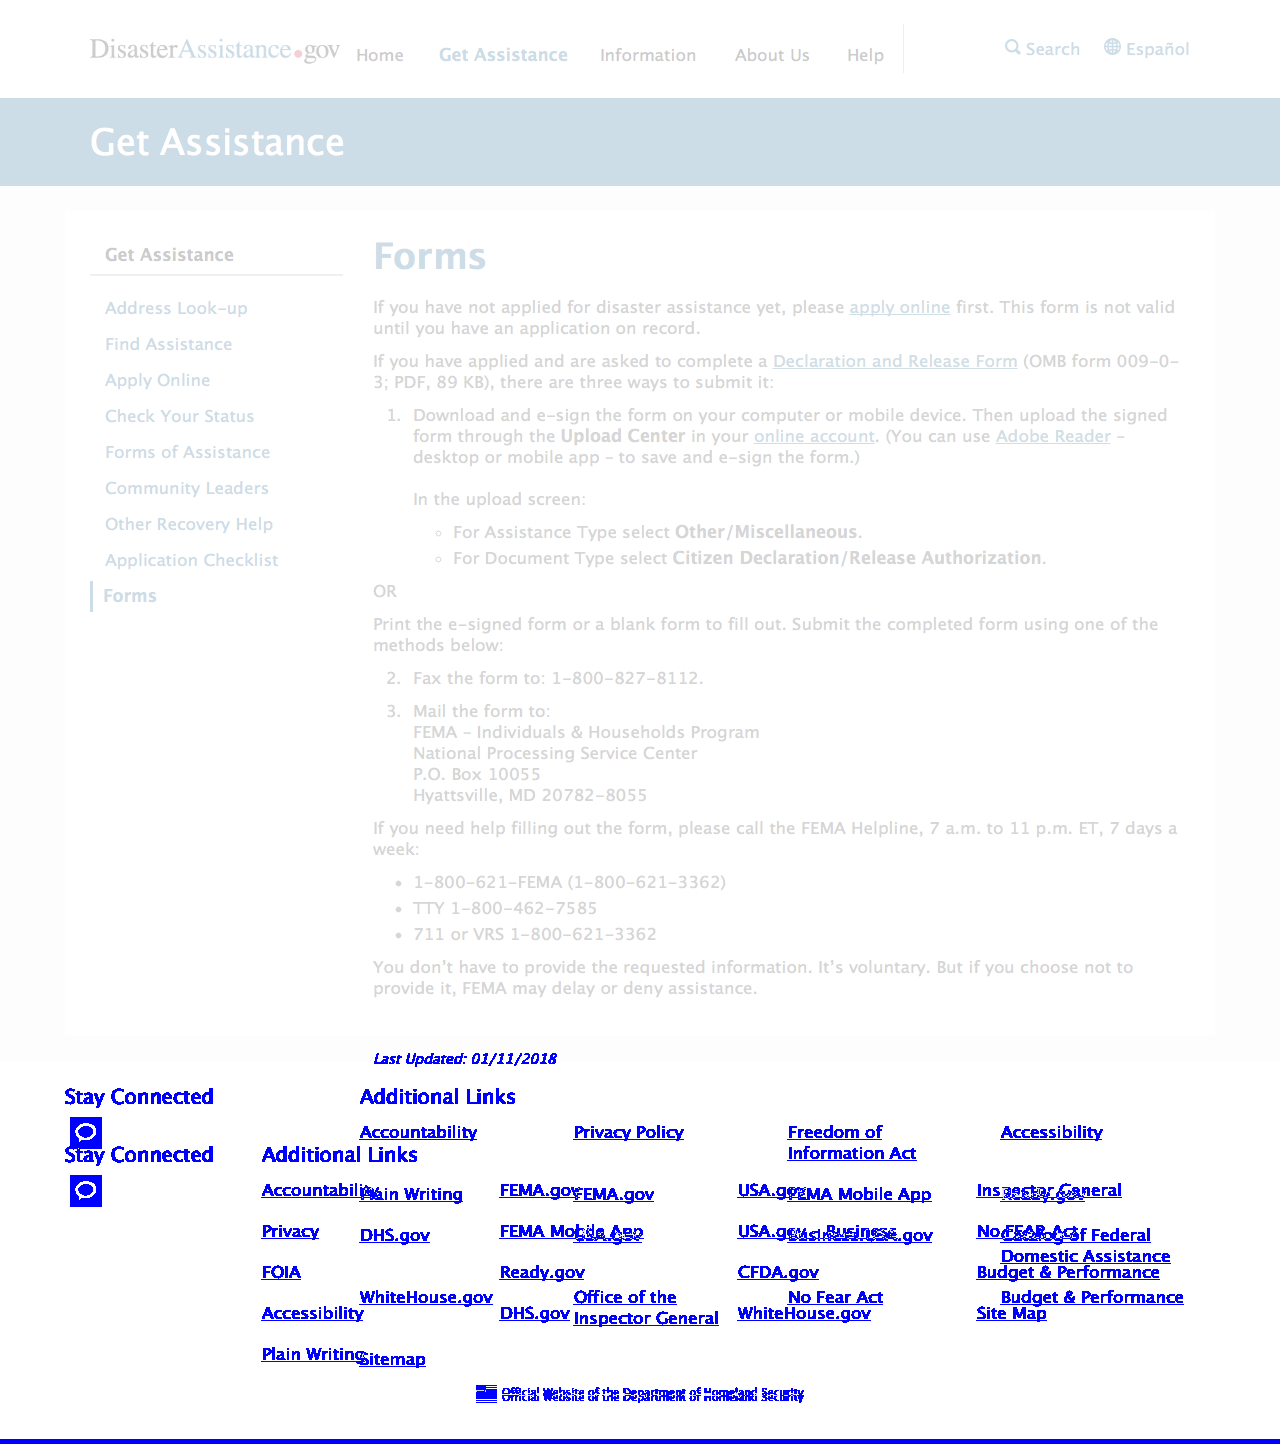 DisasterAssistance.gov
Home Get Assistance Information About Us Help
Search Español
Get Assistance
Get Assistance
Address Look-up
Find Assistance
Apply Online
Check Your Status
Forms of Assistance
Community Leaders
Other Recovery Help
Application Checklist
Forms
Forms
If you have not applied for disaster assistance yet, please apply online first. This form is not valid
until you have an application on record.
If you have applied and are asked to complete a Declaration and Release Form (OMB form 009-0-
3; PDF, 89 KB), there are three ways to submit it:
1. Download and e-sign the form on your computer or mobile device. Then upload the signed
form through the Upload Center in your online account. (You can use Adobe Reader –
desktop or mobile app – to save and e-sign the form.)
In the upload screen:
For Assistance Type select Other/Miscellaneous.
For Document Type select Citizen Declaration/Release Authorization.
OR
Print the e-signed form or a blank form to fill out. Submit the completed form using one of the
methods below:
2. Fax the form to: 1-800-827-8112.
3. Mail the form to:
FEMA – Individuals & Households Program
National Processing Service Center
P.O. Box 10055
Hyattsville, MD 20782-8055
If you need help filling out the form, please call the FEMA Helpline, 7 a.m. to 11 p.m. ET, 7 days a
week:
• 1-800-621-FEMA (1-800-621-3362)
• TTY 1-800-462-7585
• 711 or VRS 1-800-621-3362
You don't have to provide the requested information. It's voluntary. But if you choose not to
provide it, FEMA may delay or deny assistance.
Last Updated: 01/11/2018
Stay Connected
Additional Links
Accountability Privacy Policy Freedom of Accessibility
Information Act
Stay Connected
Additional Links
Accountability FEMA.gov USA.gov Inspector General
Plain Writing FEMA.gov FEMA Mobile App Ready.gov
Privacy FEMA Mobile App USA.gov - Business No FEAR Act
DHS.gov USA.gov Business.USA.gov Catalog of Federal
Domestic Assistance
FOIA Ready.gov CFDA.gov Budget & Performance
WhiteHouse.gov Office of the No Fear Act Budget & Performance
Inspector General
Accessibility DHS.gov WhiteHouse.gov Site Map
Plain Writing
Sitemap
Official Website of the Department of Homeland Security